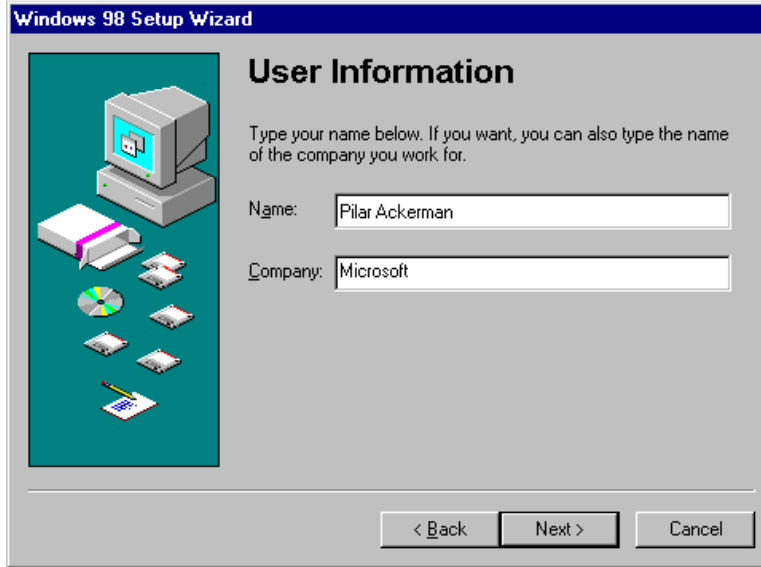 Windows 98 Setup Wizard
User Information
Type your name below. If you want, you can also type the name
of the company you work for.
Name: Pilar Ackerman
Company: Microsoft
< Back Next > Cancel